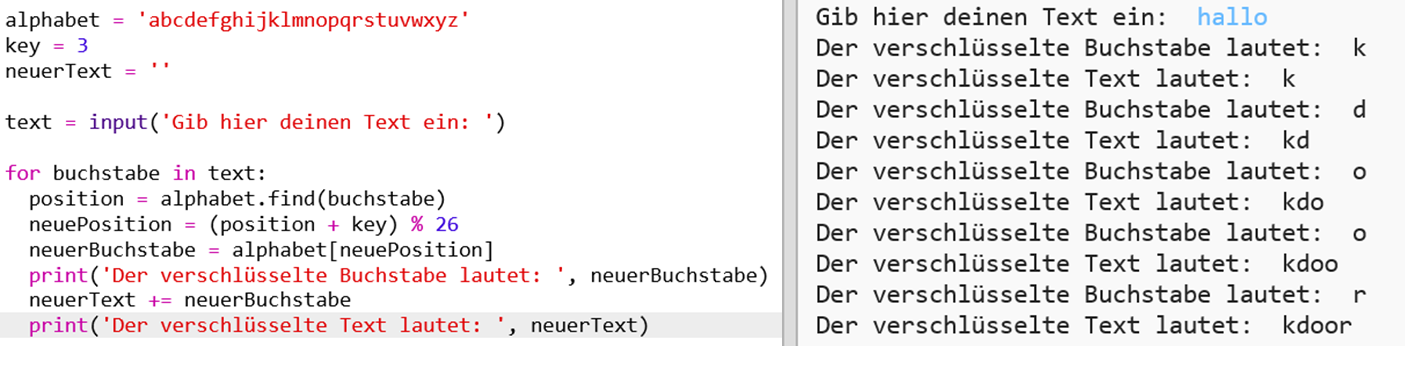 alphabet = 'abcdefghijklmnopqrstuvwxyz'
key = 3
neuerText = ''
text = input('Gib hier deinen Text ein: ')
for buchstabe in text:
  position = alphabet.find(buchstabe)
  neuePosition = (position + key) % 26
  neuerBuchstabe = alphabet[neuePosition]
  print('Der verschlüsselte Buchstabe lautet: ', neuerBuchstabe)
  neuerText += neuerBuchstabe
  print('Der verschlüsselte Text lautet: ', neuerText)
Gib hier deinen Text ein:  hallo
Der verschlüsselte Buchstabe lautet:  k
Der verschlüsselte Text lautet:  k
Der verschlüsselte Buchstabe lautet:  d
Der verschlüsselte Text lautet:  kd
Der verschlüsselte Buchstabe lautet:  o
Der verschlüsselte Text lautet:  kdo
Der verschlüsselte Buchstabe lautet:  o
Der verschlüsselte Text lautet:  kdoo
Der verschlüsselte Buchstabe lautet:  r
Der verschlüsselte Text lautet:  kdoor